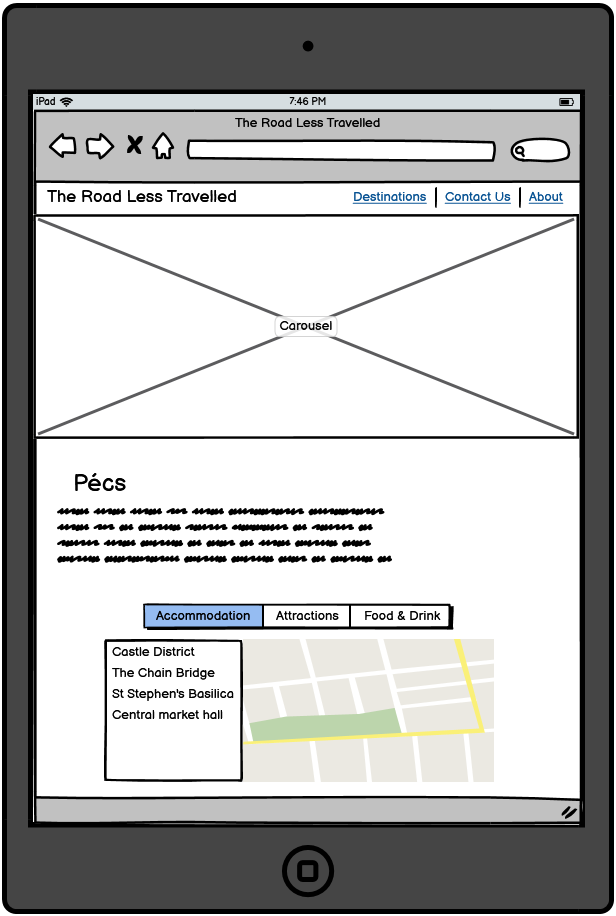 iPad 7:46 PM
The Road Less Travelled
The Road Less Travelled Destinations Contact Us About
Carousel
Pécs
Accommodation Attractions Food & Drink
Castle District
The Chain Bridge
St Stephen's Basilica
Central market hall